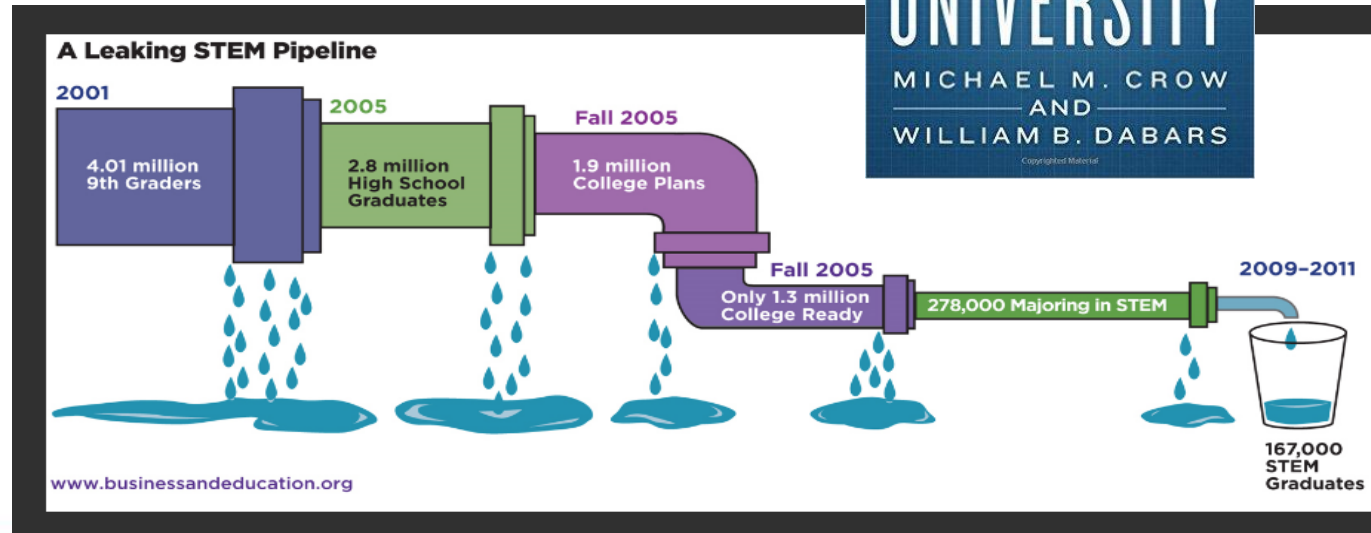 UNIVERSITY
MICHAEL M. CROW
AND
WILLIAM B. DABARS
Copyrighted Material
A Leaking STEM Pipeline
2001
4.01 million
9th Graders
2005
2.8 million
High School
Graduates
Fall 2005
1.9 million
College Plans
Fall 2005
Only 1.3 million
College Ready
278,000 Majoring in STEM
2009–2011
167,000
STEM
Graduates
www.businessandeducation.org